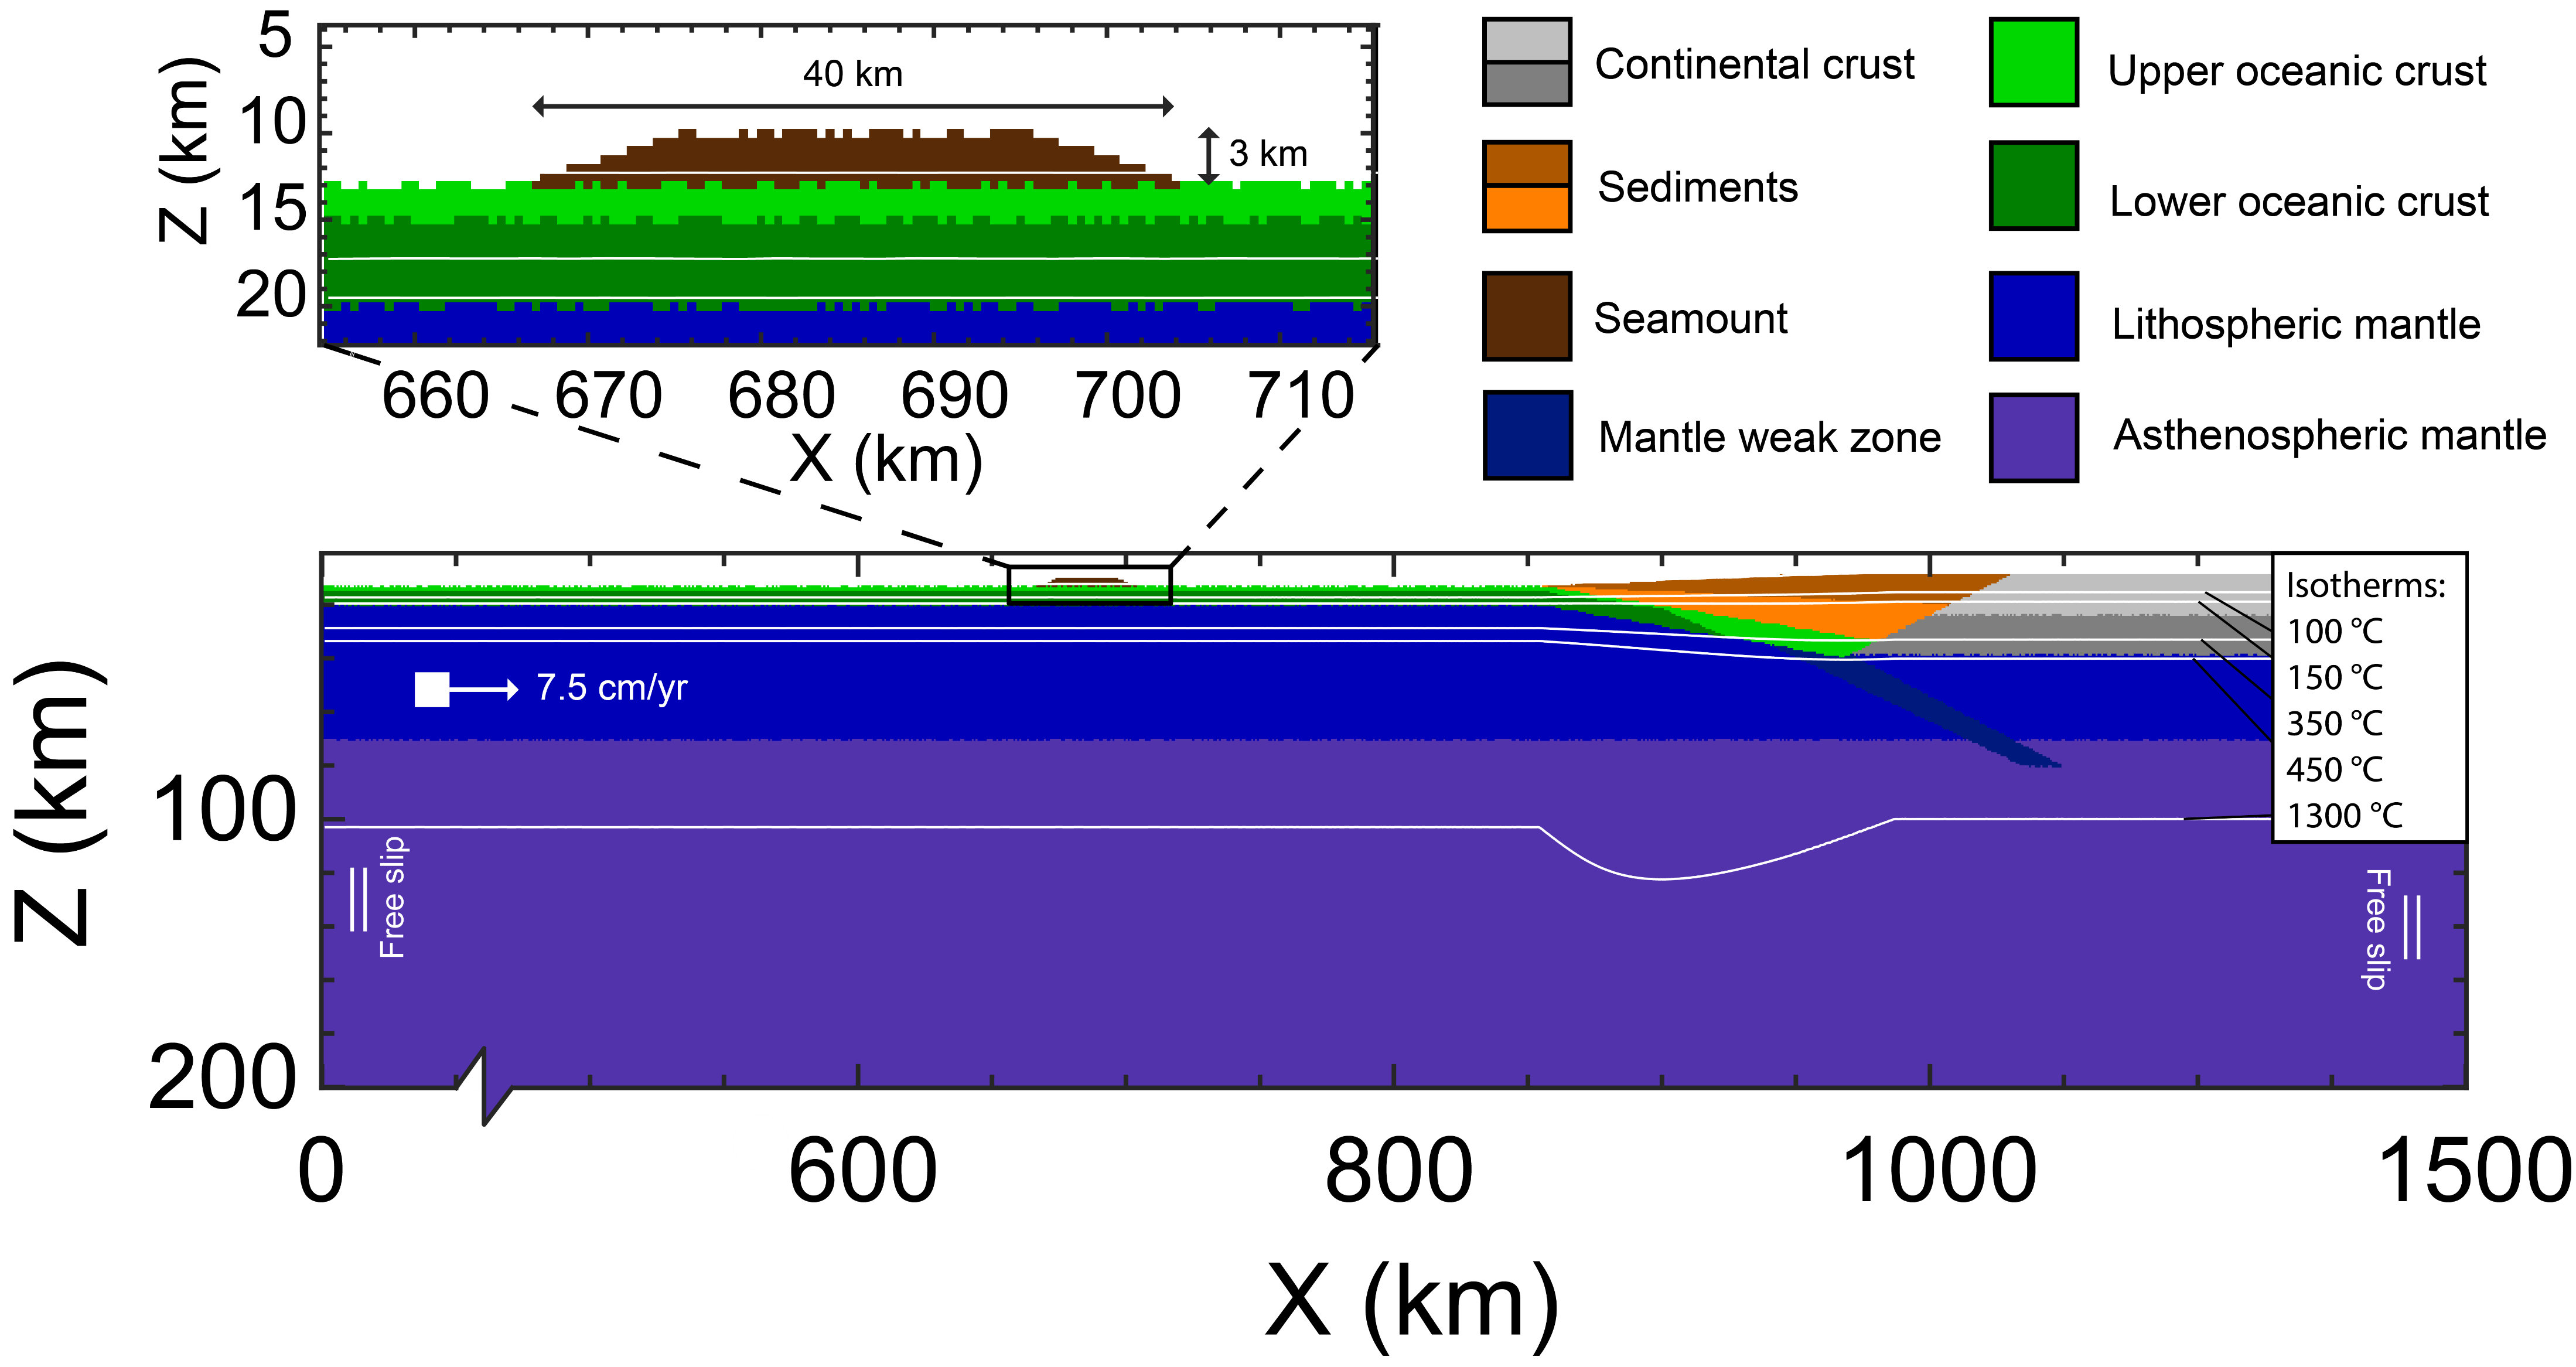 5
10
15
20
Z (km)
40 km
3 km
660 670 680 690 700 710
X (km)
Continental crust
Sediments
Seamount
Mantle weak zone
Upper oceanic crust
Lower oceanic crust
Lithospheric mantle
Asthenospheric mantle
Z (km)
100
200
7.5 cm/yr
Free slip
Free slip
Isotherms:
100 °C
150 °C
350 °C
450 °C
1300 °C
0 600 800 1000 1500
X (km)